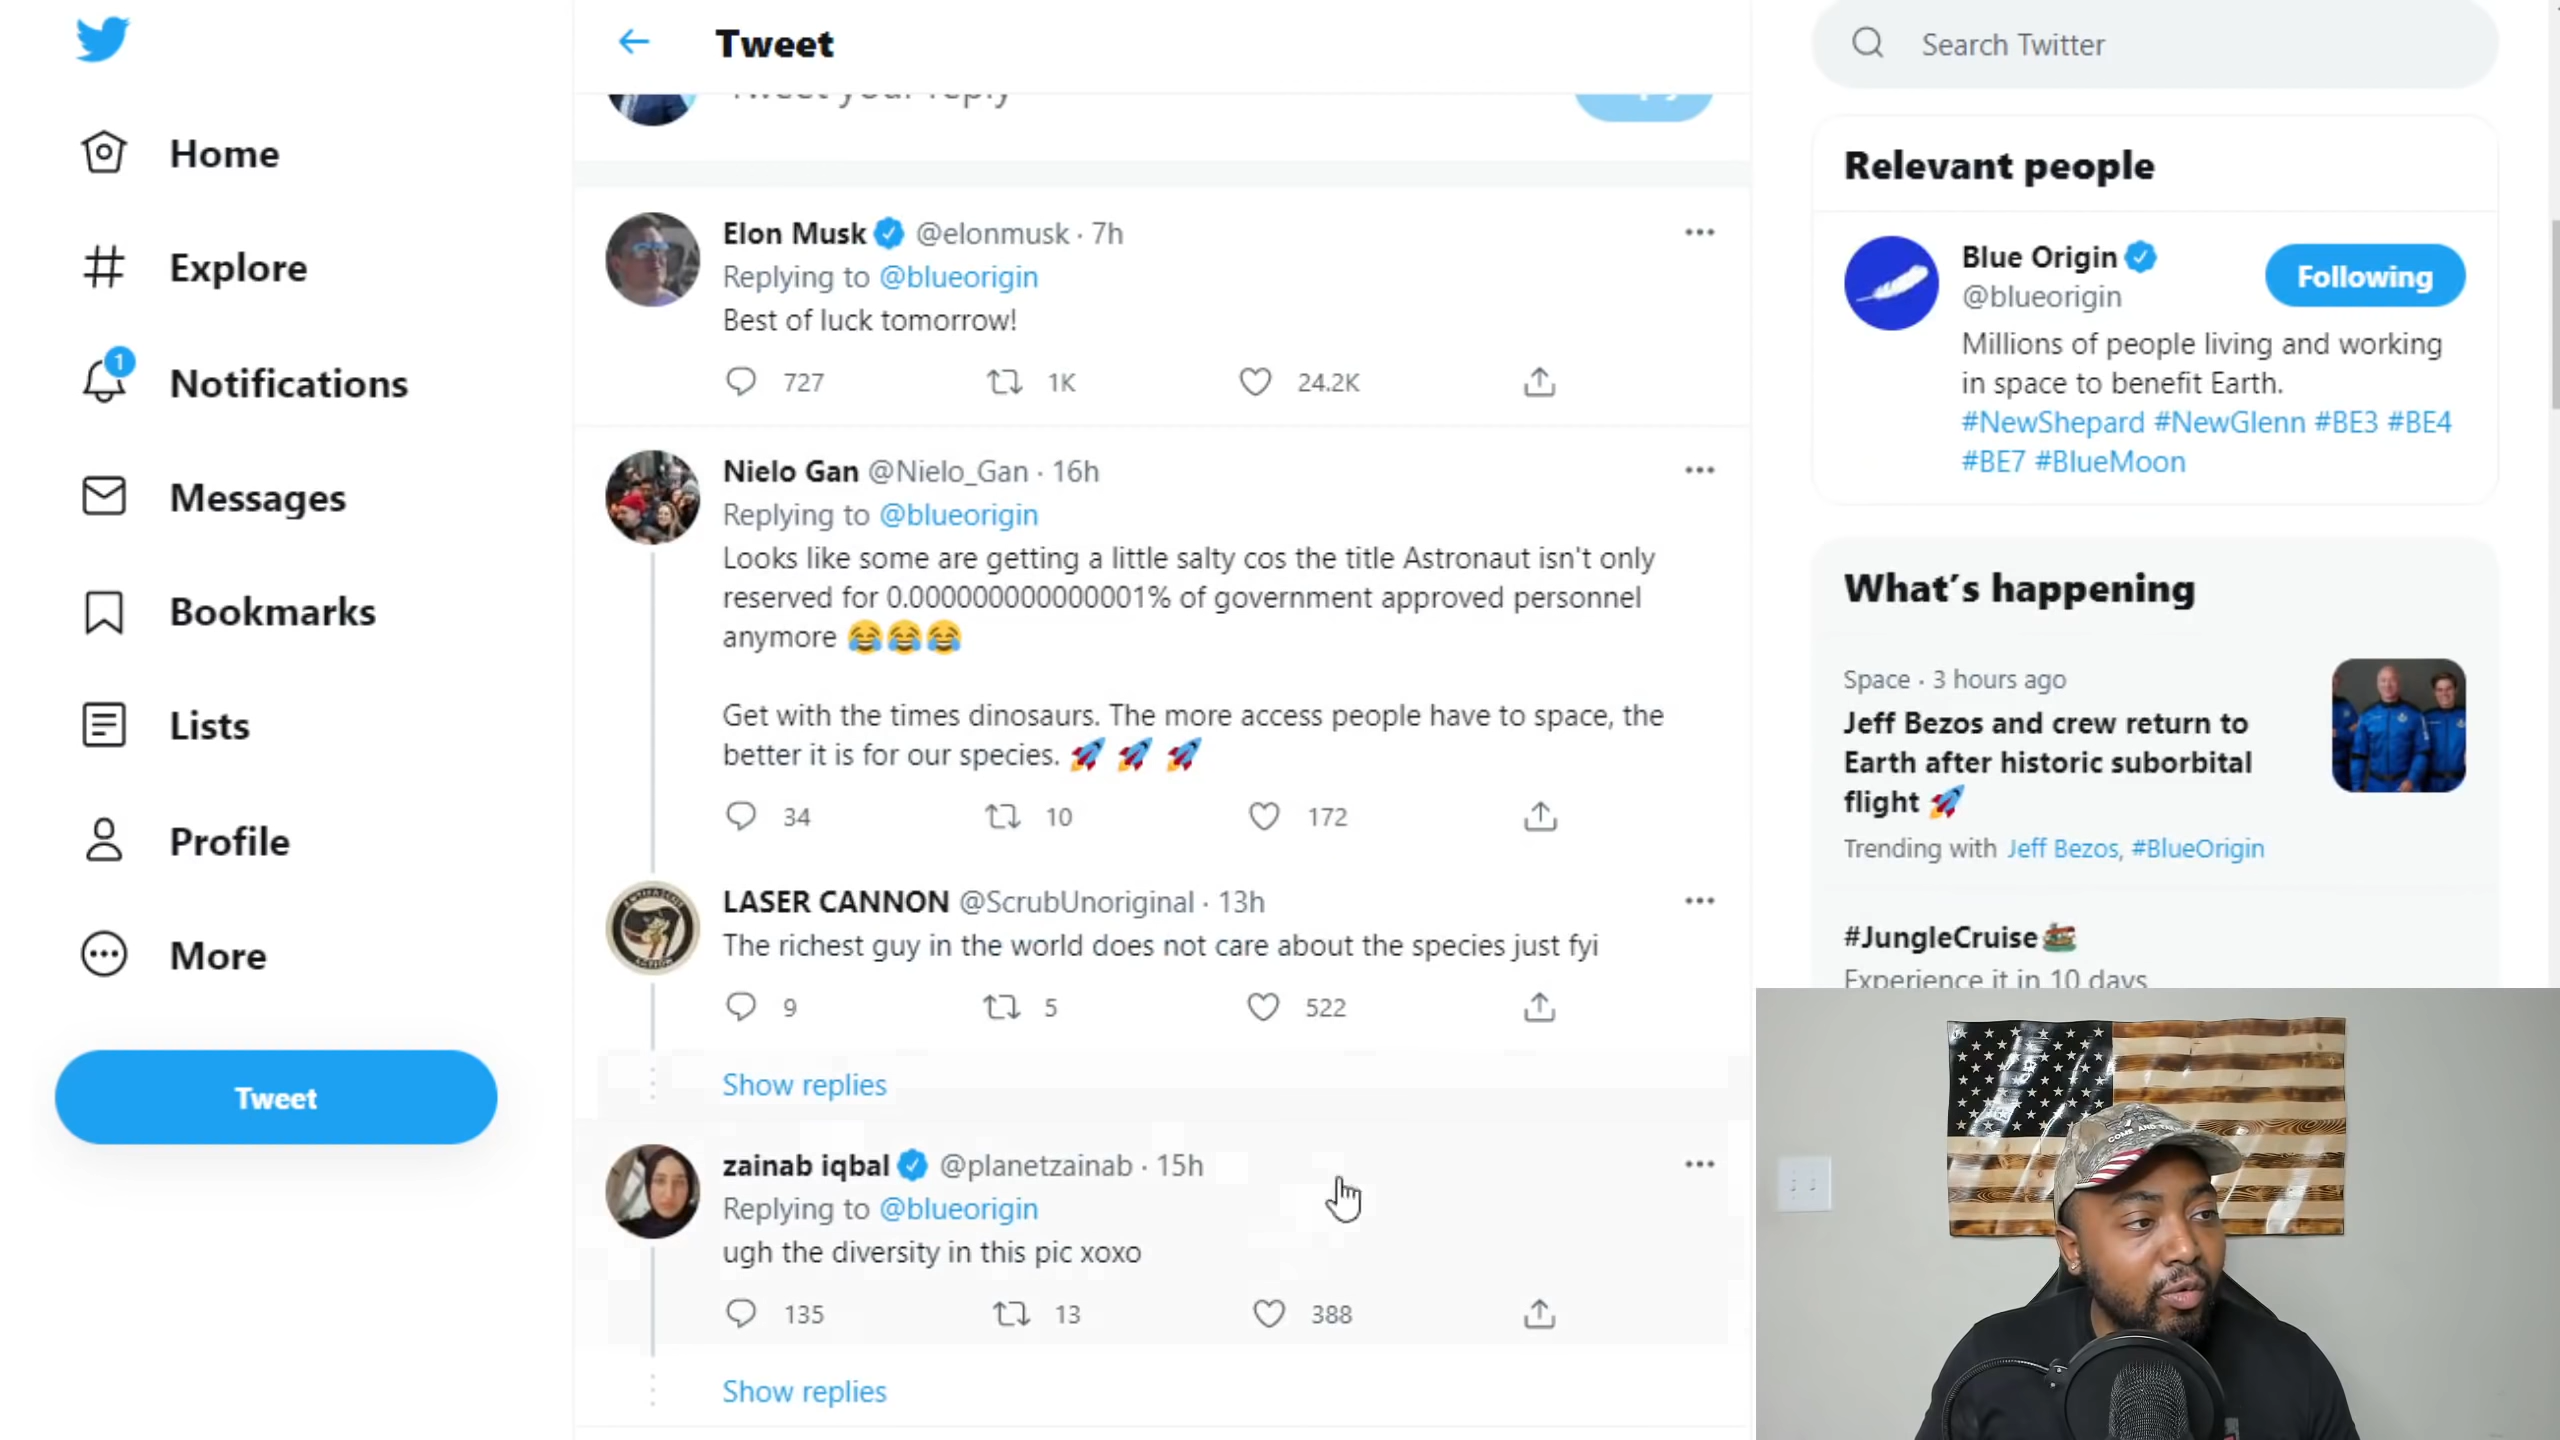 Home
Explore
1
Notifications
Messages
Bookmarks
Lists
Profile
More
Tweet
Tweet
Tweet your reply
Elon Musk @elonmusk · 7h
Replying to @blueorigin
Best of luck tomorrow!
727 1K 24.2K
Nielo Gan @Nielo_Gan · 16h
Replying to @blueorigin
Looks like some are getting a little salty cos the title Astronaut isn't only
reserved for 0.000000000000001% of government approved personnel
anymore 😂😂😂
Get with the times dinosaurs. The more access people have to space, the
better it is for our species. 🚀 🚀 🚀
34 10 172
LASER CANNON @ScrubUnoriginal · 13h
The richest guy in the world does not care about the species just fyi
9 5 522
Show replies
zainab iqbal @planetzainab · 15h
Replying to @blueorigin
ugh the diversity in this pic xoxo
135 13 388
Show replies
Search Twitter
Relevant people
Blue Origin
@blueorigin
Following
Millions of people living and working
in space to benefit Earth.
#NewShepard #NewGlenn #BE3 #BE4
#BE7 #BlueMoon
What's happening
Space · 3 hours ago
Jeff Bezos and crew return to
Earth after historic suborbital
flight 🚀
Trending with Jeff Bezos, #BlueOrigin
#JungleCruise
Experience it in 10 days
COME AND